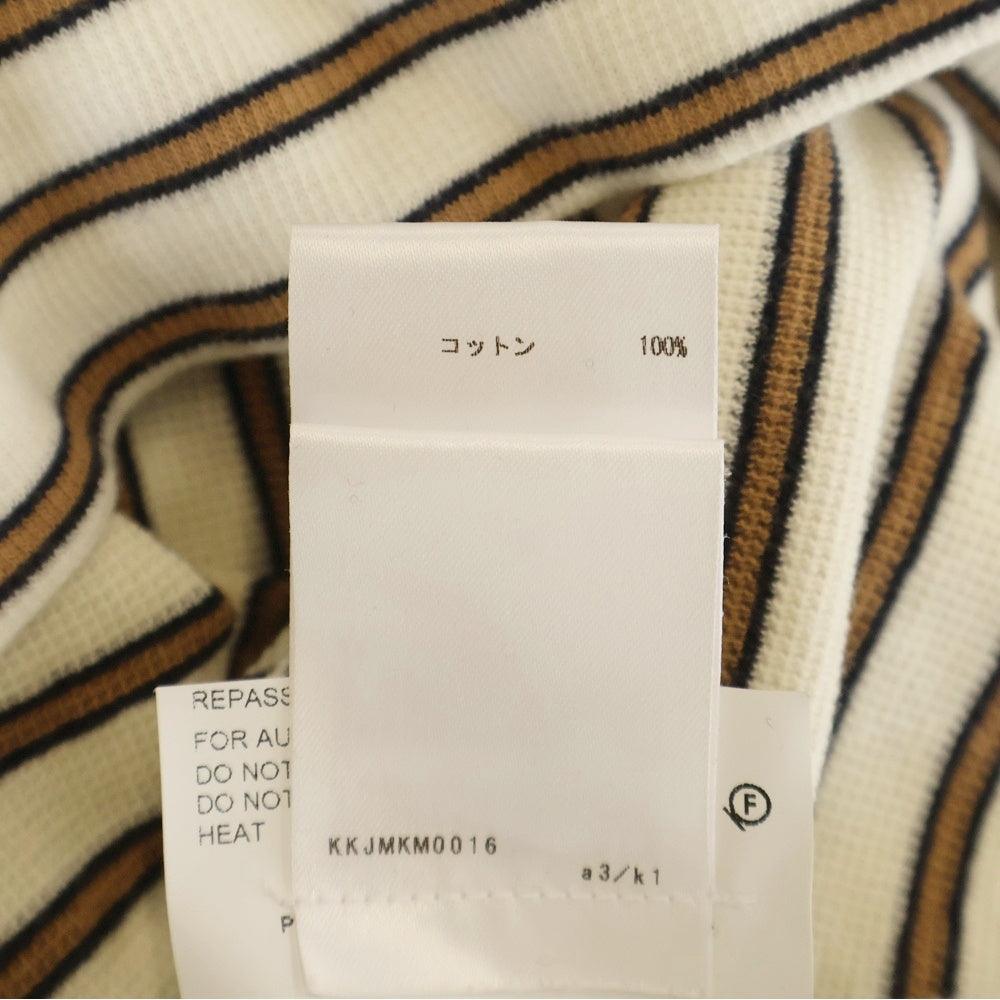 コットン 100%
REPASS
FOR AU
DO NOT
DO NOT
HEAT
F
KKJMKM0016
a3/k1
P